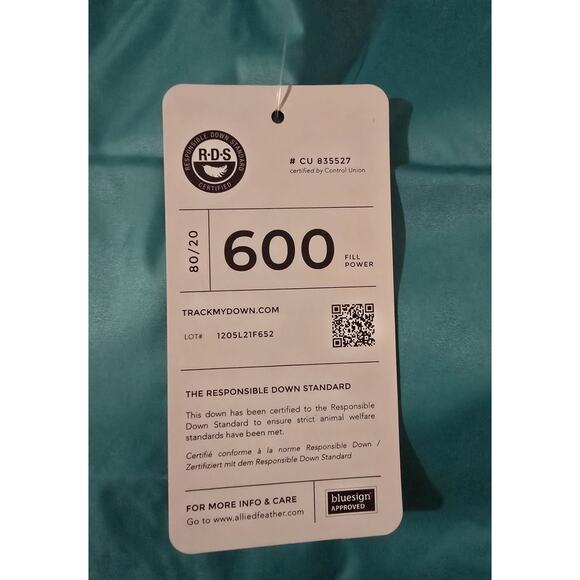 RESPONSIBLE DOWN STANDARD
R·D·S
CERTIFIED
# CU 835527
certified by Control Union
80/20
600
FILL
POWER
TRACKMYDOWN.COM
LOT# 1205L21F652
THE RESPONSIBLE DOWN STANDARD
This down has been certified to the Responsible
Down Standard to ensure strict animal welfare
standards have been met.
Certifié conforme à la norme Responsible Down /
Zertifiziert mit dem Responsible Down Standard
FOR MORE INFO & CARE
Go to www.alliedfeather.com
bluesign®
APPROVED